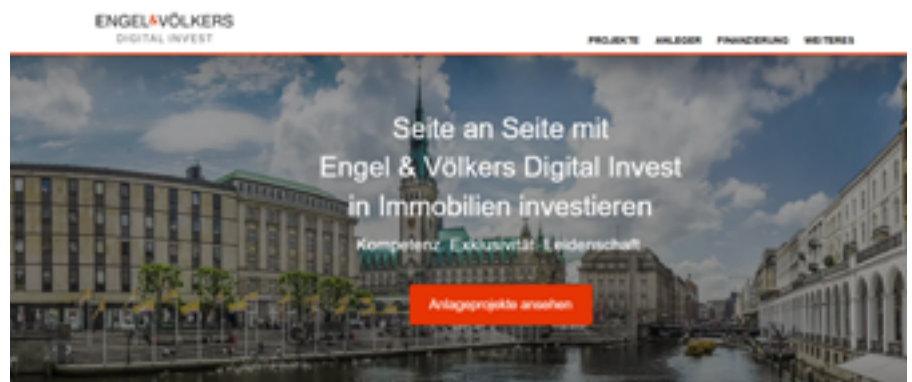 ENGEL&VÖLKERS
DIGITAL INVEST
PROJEKTE ANLEGER FINANZIERUNG WEITERES
Seite an Seite mit
Engel & Völkers Digital Invest
in Immobilien investieren
Kompetenz. Exklusivität. Leidenschaft
Anlageprojekte ansehen